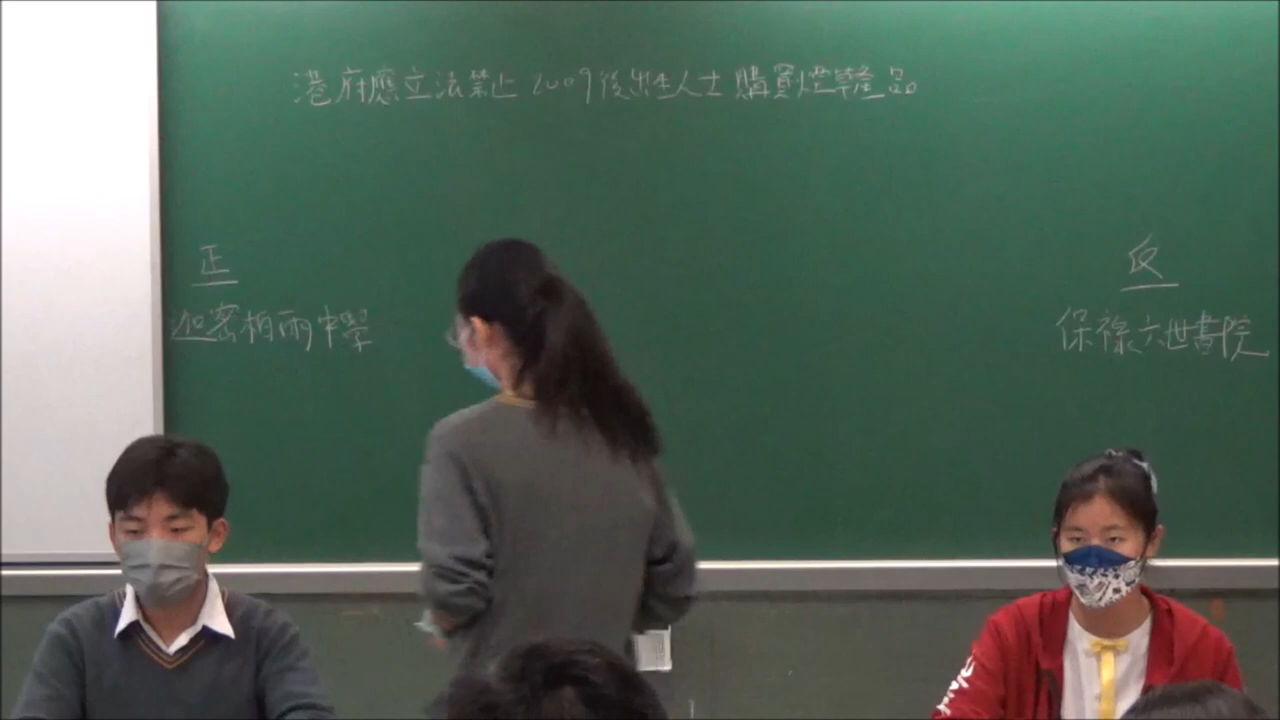 港府應立法禁止2009後出生人士購買煙草產品
正
迦密柏雨中學
反
保祿六世書院